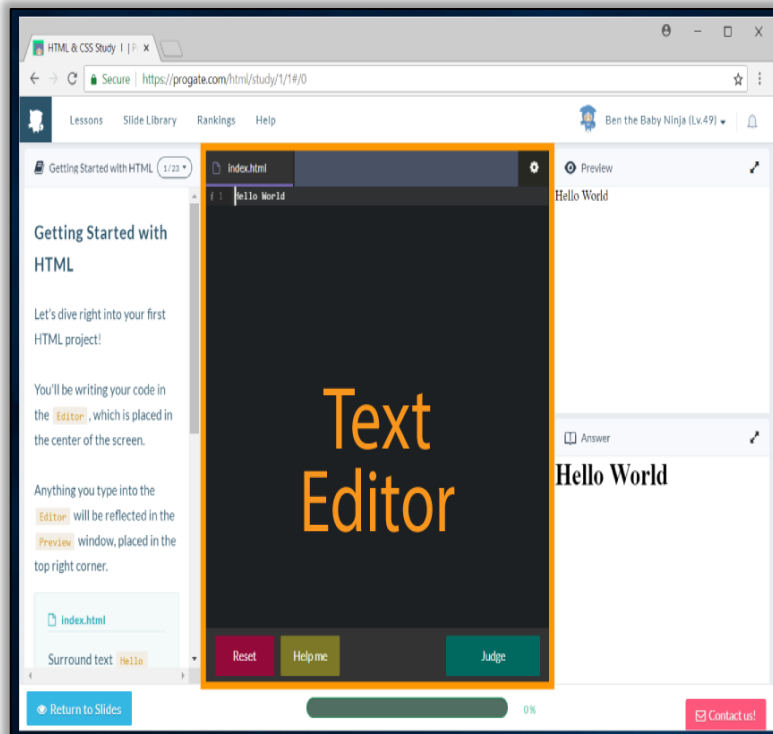 HTML & CSS Study I | P
Secure | https://progate.com/html/study/1/1#/0
Lessons Slide Library Rankings Help Ben the Baby Ninja (Lv.49)
Getting Started with HTML 1/23
Getting Started with
HTML
Let's dive right into your first
HTML project!
You'll be writing your code in
the Editor , which is placed in
the center of the screen.
Anything you type into the
Editor will be reflected in the
Preview window, placed in the
top right corner.
index.html
Surround text Hello
index.html
1 Hello World
Text
Editor
Reset Help me Judge
Preview
Hello World
Answer
Hello World
Return to Slides
0%
Contact us!